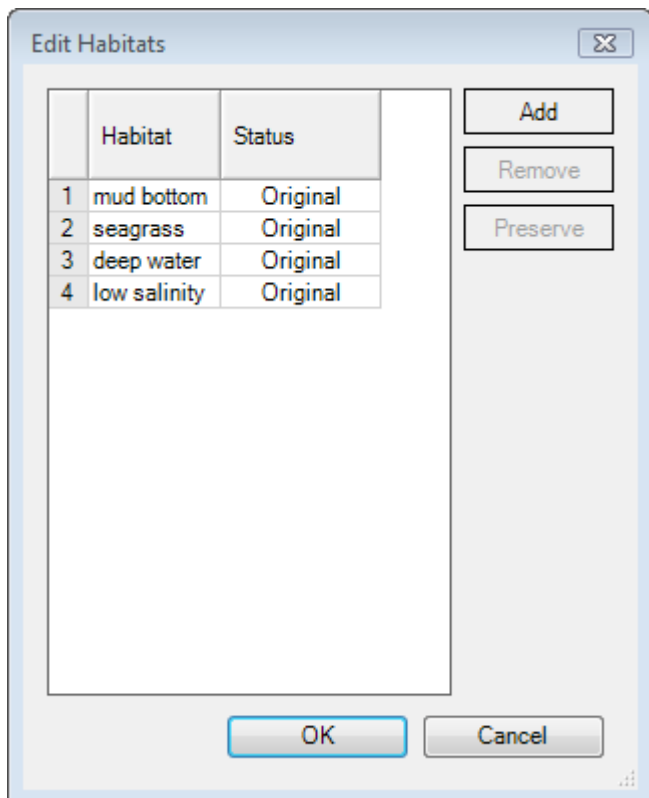 Edit Habitats
Habitat Status
1 mud bottom Original
2 seagrass Original
3 deep water Original
4 low salinity Original
Add
Remove
Preserve
OK Cancel